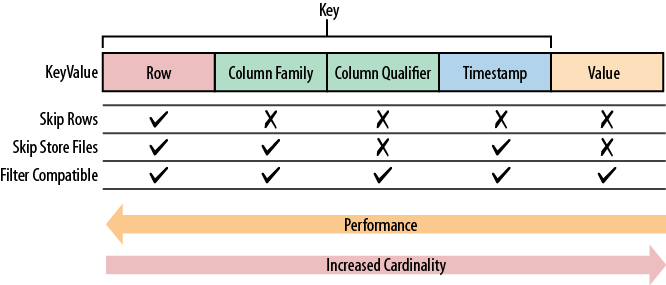 Key
KeyValue Row Column Family Column Qualifier Timestamp Value
Skip Rows ✓ ✗ ✗ ✗ ✗
Skip Store Files ✓ ✓ ✗ ✓ ✗
Filter Compatible ✓ ✓ ✓ ✓ ✓
Performance
Increased Cardinality